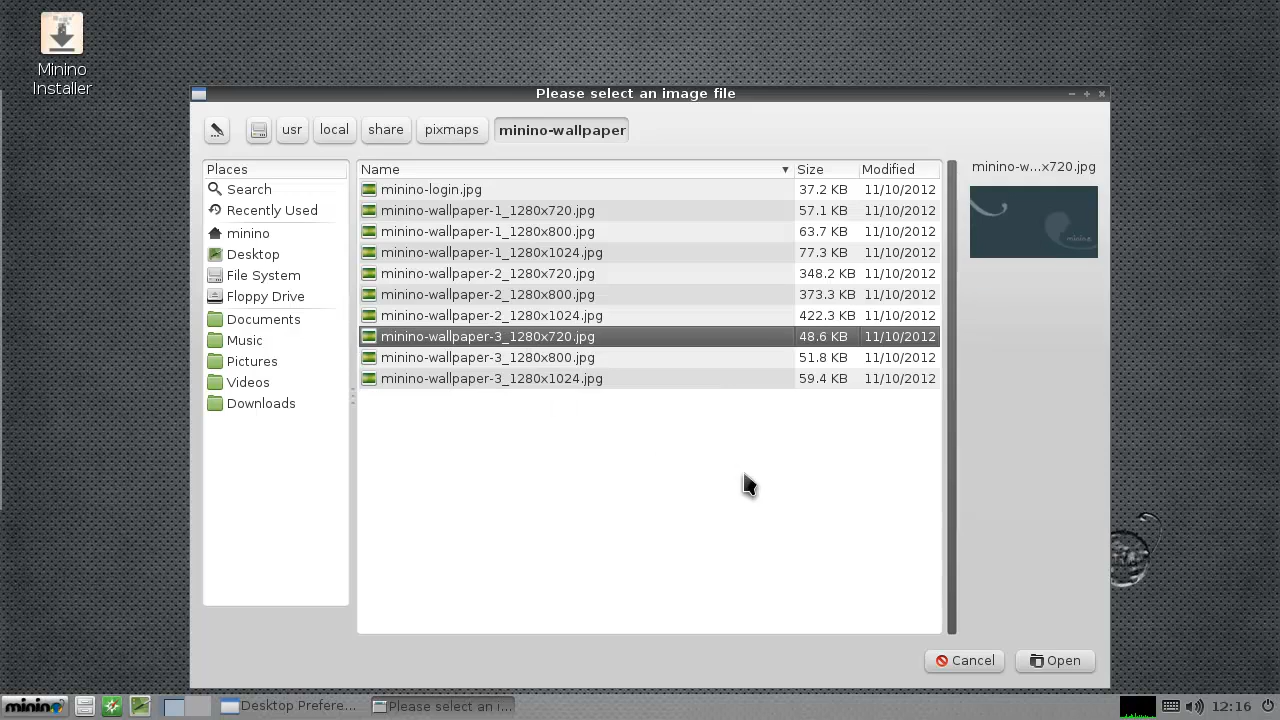 Minino
Installer
Please select an image file
usr local share pixmaps minino-wallpaper
Places
Search
Recently Used
minino
Desktop
File System
Floppy Drive
Documents
Music
Pictures
Videos
Downloads
Name Size Modified
minino-login.jpg 37.2 KB 11/10/2012
minino-wallpaper-1_1280x720.jpg 57.1 KB 11/10/2012
minino-wallpaper-1_1280x800.jpg 63.7 KB 11/10/2012
minino-wallpaper-1_1280x1024.jpg 77.3 KB 11/10/2012
minino-wallpaper-2_1280x720.jpg 348.2 KB 11/10/2012
minino-wallpaper-2_1280x800.jpg 373.3 KB 11/10/2012
minino-wallpaper-2_1280x1024.jpg 422.3 KB 11/10/2012
minino-wallpaper-3_1280x720.jpg 48.6 KB 11/10/2012
minino-wallpaper-3_1280x800.jpg 51.8 KB 11/10/2012
minino-wallpaper-3_1280x1024.jpg 59.4 KB 11/10/2012
minino-w...x720.jpg
minino
Cancel Open
minino Desktop Prefere... Please select an i... 12:16